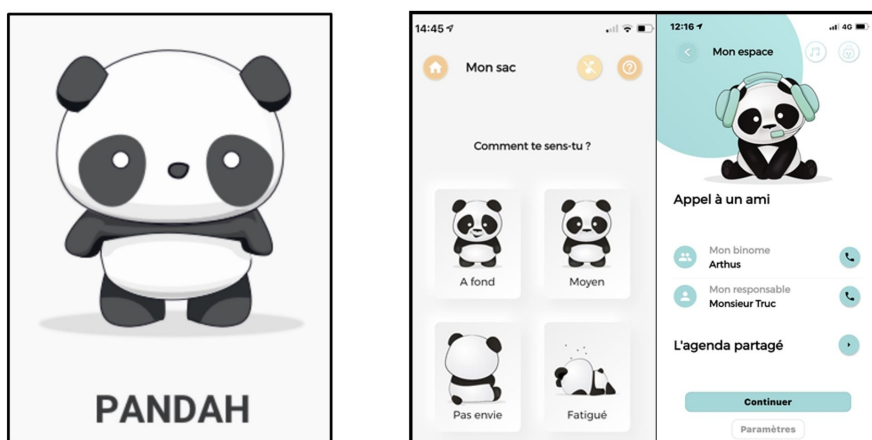 PANDAH
14:45
Mon sac
Comment te sens-tu ?
A fond
Moyen
Pas envie
Fatigué
12:16
4G
Mon espace
Appel à un ami
Mon binome
Arthus
Mon responsable
Monsieur Truc
L'agenda partagé
Continuer
Paramètres